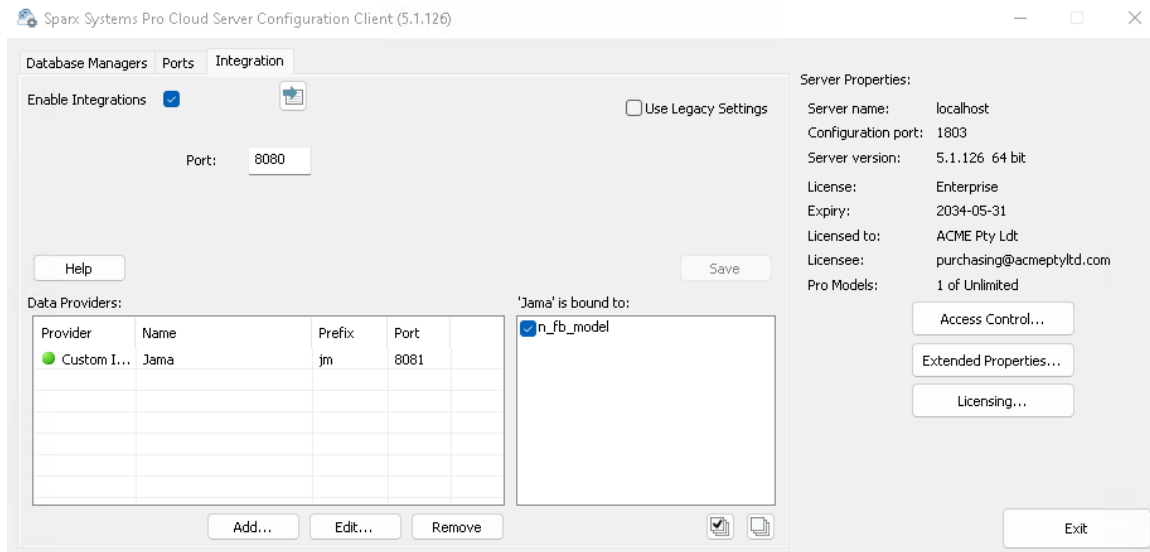 Sparx Systems Pro Cloud Server Configuration Client (5.1.126)
Database Managers Ports Integration
Enable Integrations
Use Legacy Settings
Port: 8080
Help
Save
Data Providers:
Provider Name Prefix Port
Custom I... Jama jm 8081
Add... Edit... Remove
'Jama' is bound to:
n_fb_model
Server Properties:
Server name: localhost
Configuration port: 1803
Server version: 5.1.126 64 bit
License: Enterprise
Expiry: 2034-05-31
Licensed to: ACME Pty Ldt
Licensee: purchasing@acmeptyltd.com
Pro Models: 1 of Unlimited
Access Control...
Extended Properties...
Licensing...
Exit